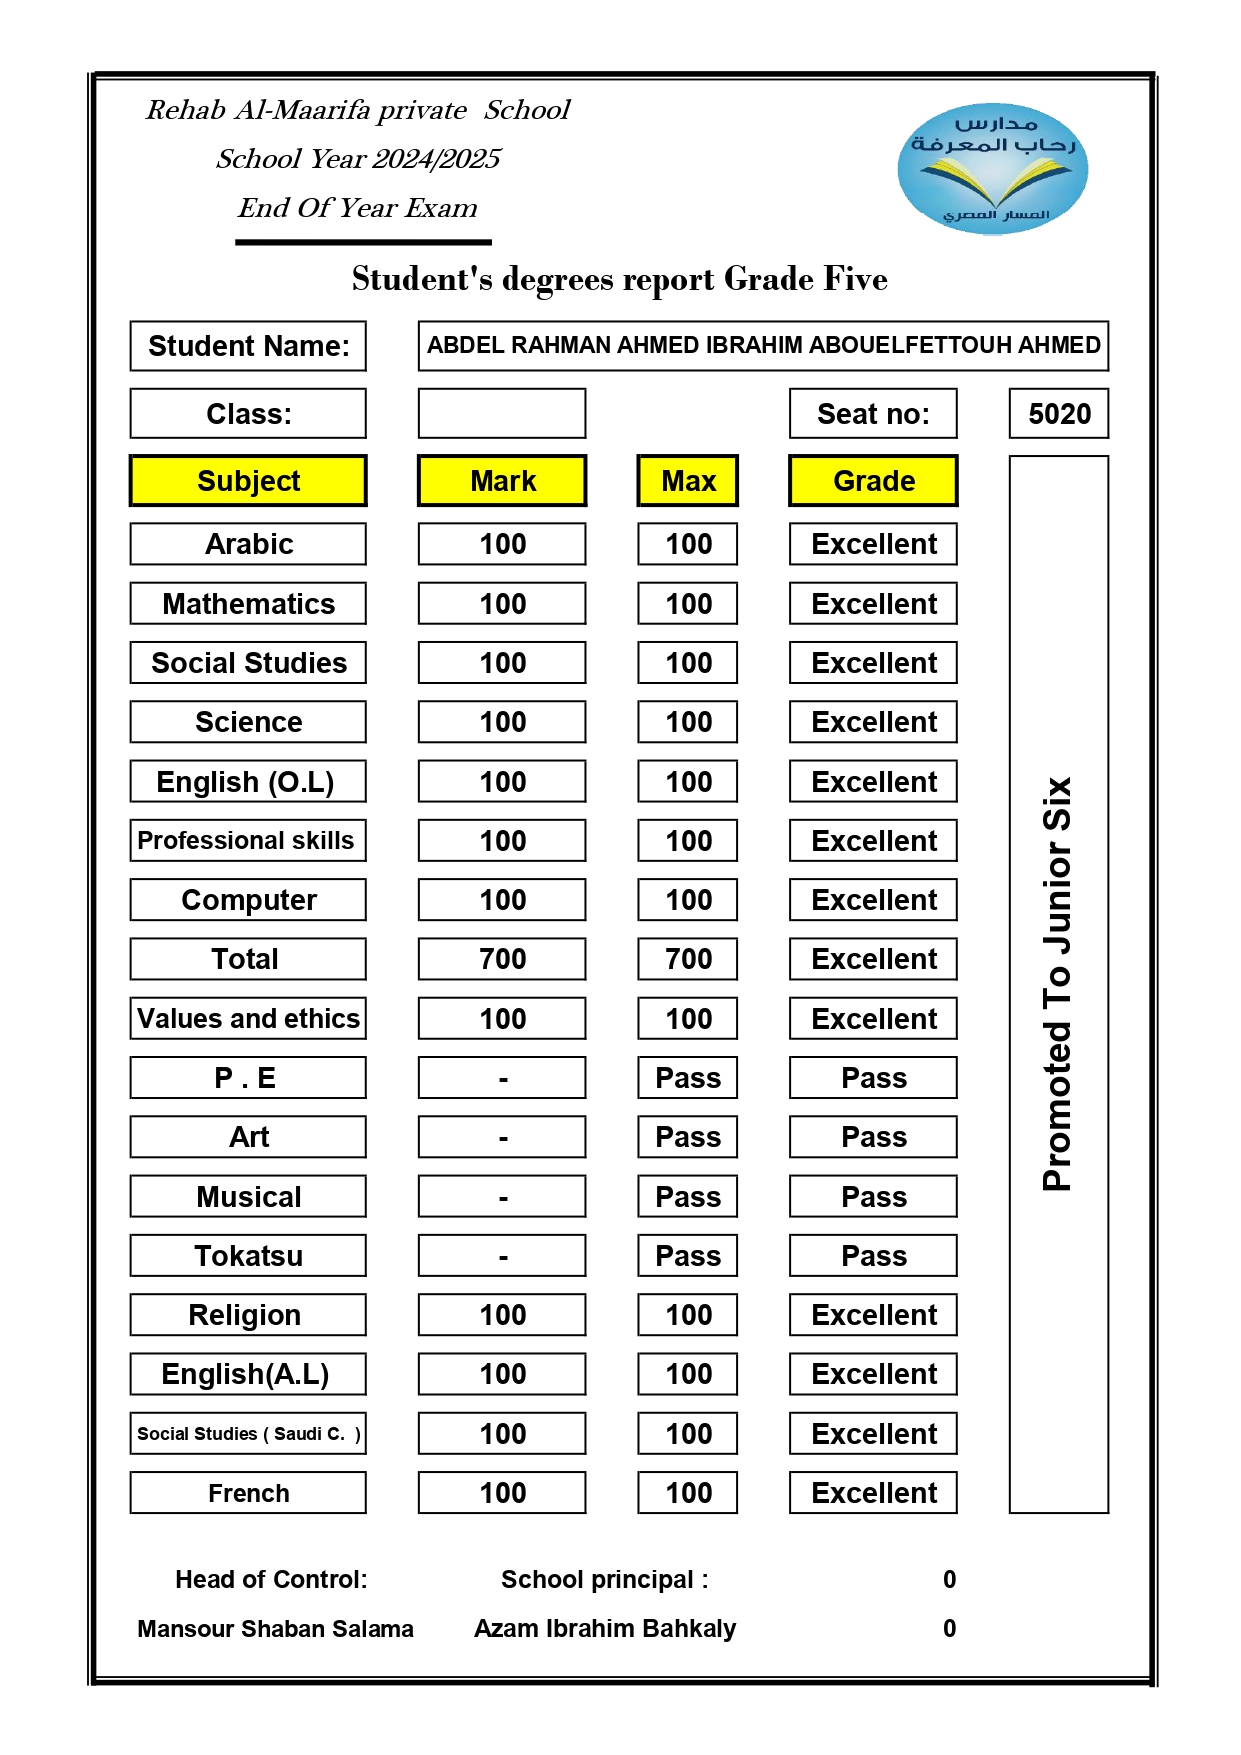 Rehab Al-Maarifa private School
School Year 2024/2025
End Of Year Exam
مدارس
رحاب المعرفة
المسار المصري
Student's degrees report Grade Five
Student Name: ABDEL RAHMAN AHMED IBRAHIM ABOUELFETTOUH AHMED
Class: Seat no: 5020
Subject Mark Max Grade
Arabic 100 100 Excellent
Mathematics 100 100 Excellent
Social Studies 100 100 Excellent
Science 100 100 Excellent
English (O.L) 100 100 Excellent
Professional skills 100 100 Excellent
Computer 100 100 Excellent
Total 700 700 Excellent
Values and ethics 100 100 Excellent
P . E - Pass Pass
Art - Pass Pass
Musical - Pass Pass
Tokatsu - Pass Pass
Religion 100 100 Excellent
English(A.L) 100 100 Excellent
Social Studies ( Saudi C. ) 100 100 Excellent
French 100 100 Excellent
Promoted To Junior Six
Head of Control: School principal : 0
Mansour Shaban Salama Azam Ibrahim Bahkaly 0